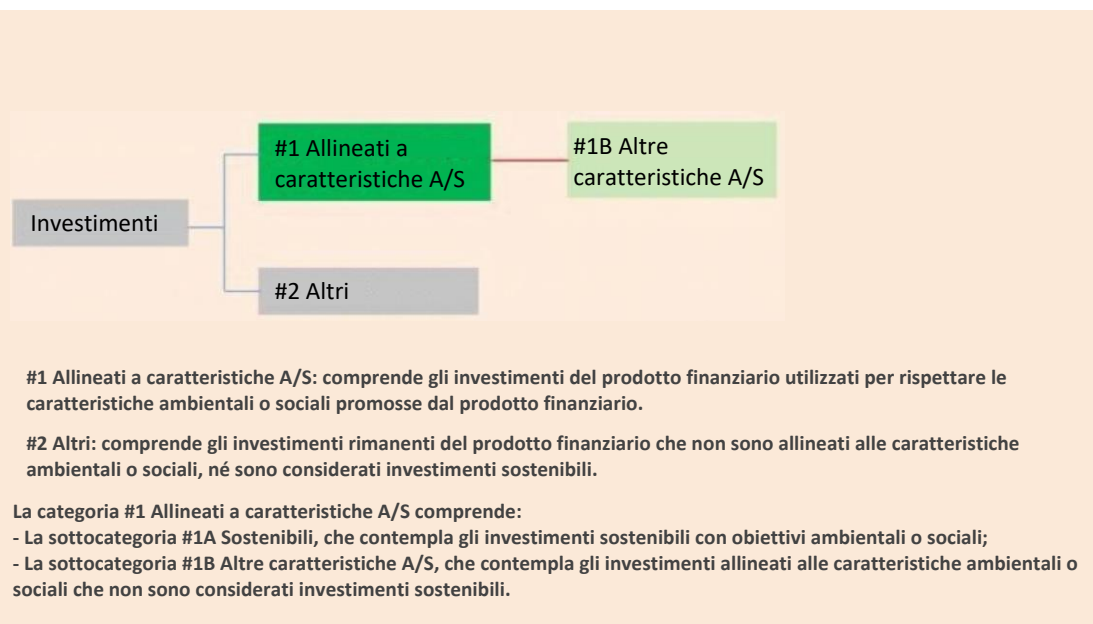 #1 Allineati a
caratteristiche A/S
#1B Altre
caratteristiche A/S
Investimenti
#2 Altri
#1 Allineati a caratteristiche A/S: comprende gli investimenti del prodotto finanziario utilizzati per rispettare le
caratteristiche ambientali o sociali promosse dal prodotto finanziario.
#2 Altri: comprende gli investimenti rimanenti del prodotto finanziario che non sono allineati alle caratteristiche
ambientali o sociali, né sono considerati investimenti sostenibili.
La categoria #1 Allineati a caratteristiche A/S comprende:
- La sottocategoria #1A Sostenibili, che contempla gli investimenti sostenibili con obiettivi ambientali o sociali;
- La sottocategoria #1B Altre caratteristiche A/S, che contempla gli investimenti allineati alle caratteristiche ambientali o
sociali che non sono considerati investimenti sostenibili.